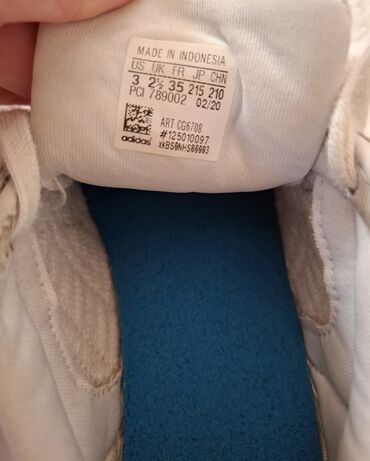 MADE IN INDONESIA
US UK FR JP CHN
3 2½ 35 215 210
PCI 789002 02/20
ART CG6708
#125010097
adidas xkBS0NHS00003